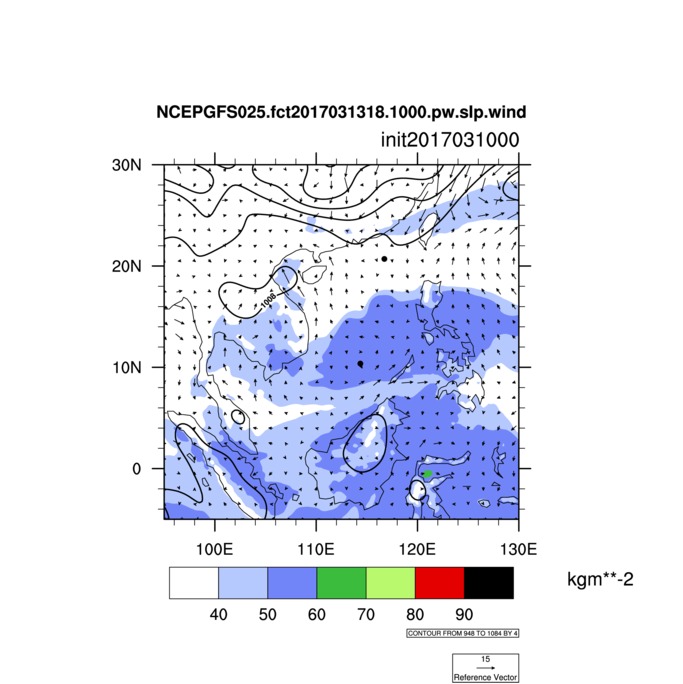 NCEPGFS025.fct2017031318.1000.pw.slp.wind
init2017031000
30N
20N
10N
0
1008
100E 110E 120E 130E
kgm**-2
40 50 60 70 80 90
CONTOUR FROM 948 TO 1084 BY 4
15
Reference Vector